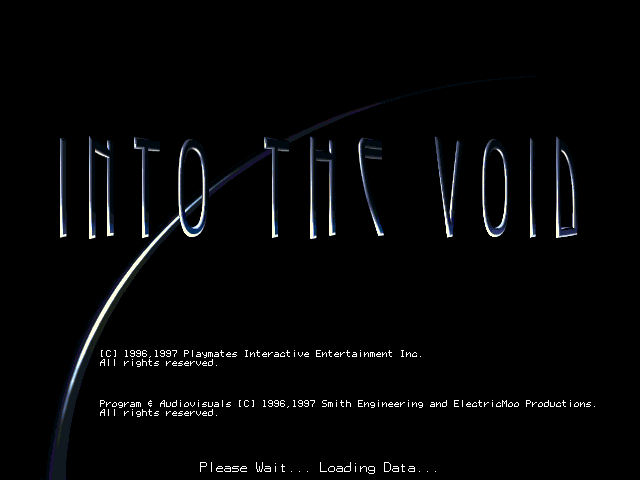 INTO THE VOID
[C] 1996,1997 Playmates Interactive Entertainment Inc.
All rights reserved.
Program & Audiovisuals [C] 1996,1997 Smith Engineering and ElectricMoo Productions.
All rights reserved.
Please Wait... Loading Data...